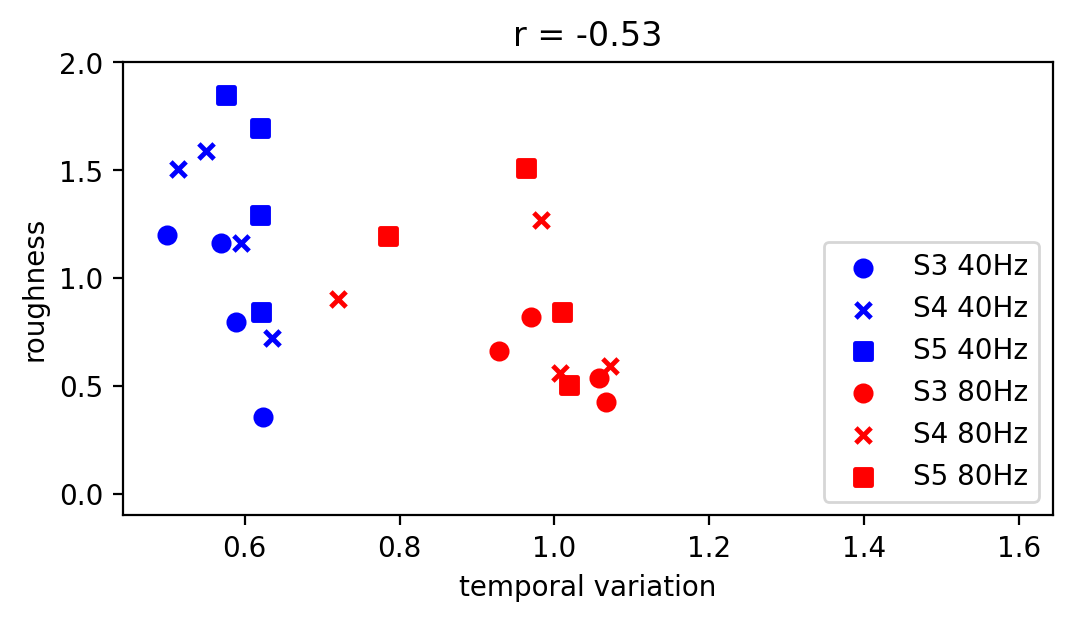 r = -0.53
2.0
1.5
1.0
0.5
0.0
roughness
0.6 0.8 1.0 1.2 1.4 1.6
temporal variation
S3 40Hz
S4 40Hz
S5 40Hz
S3 80Hz
S4 80Hz
S5 80Hz